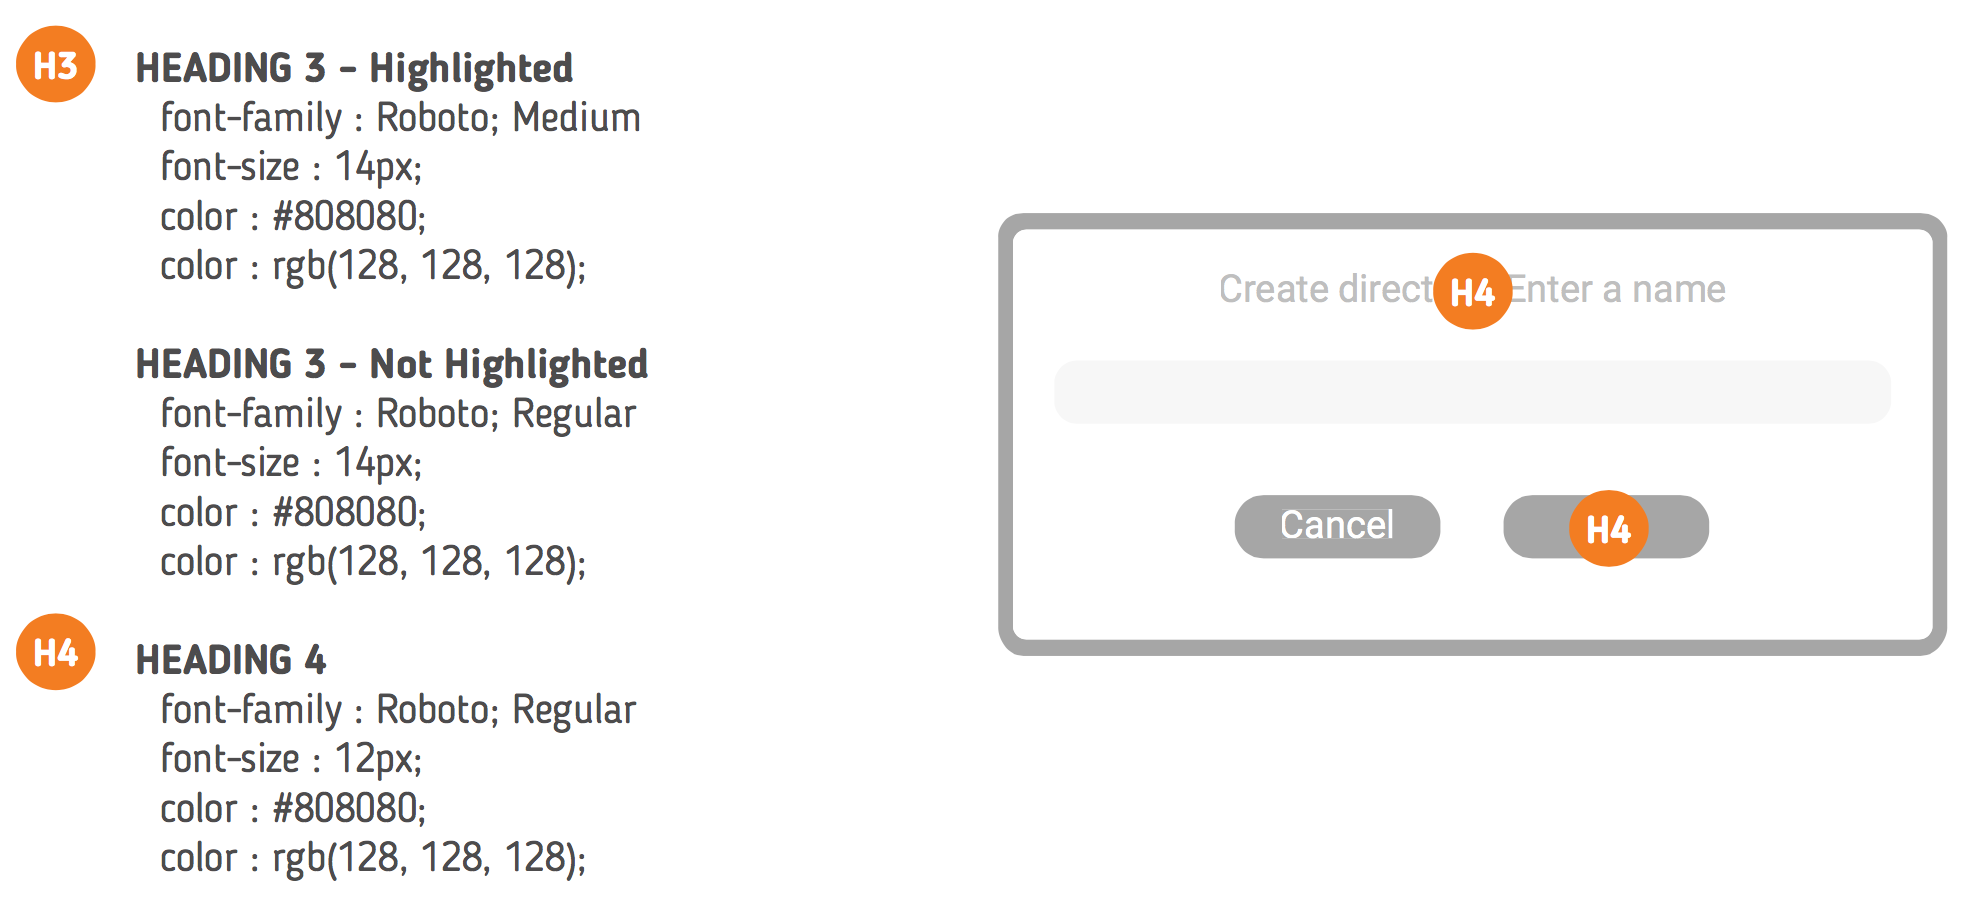 H3
HEADING 3 – Highlighted
font-family : Roboto; Medium
font-size : 14px;
color : #808080;
color : rgb(128, 128, 128);
HEADING 3 – Not Highlighted
font-family : Roboto; Regular
font-size : 14px;
color : #808080;
color : rgb(128, 128, 128);
H4
HEADING 4
font-family : Roboto; Regular
font-size : 12px;
color : #808080;
color : rgb(128, 128, 128);
Create direct H4 Enter a name
Cancel H4